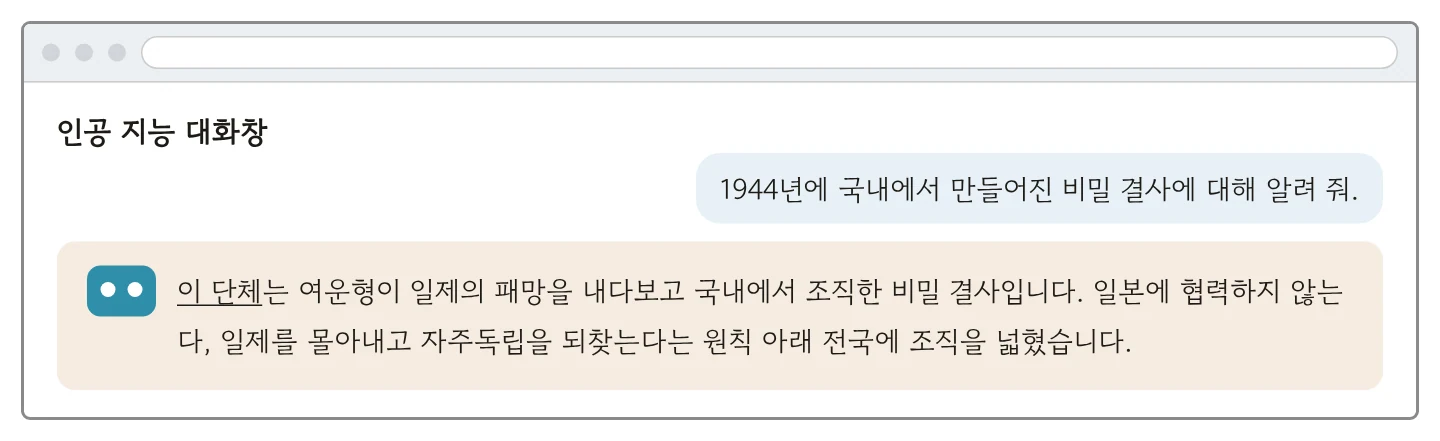 인공 지능 대화창
1944년에 국내에서 만들어진 비밀 결사에 대해 알려 줘.
이 단체는 여운형이 일제의 패망을 내다보고 국내에서 조직한 비밀 결사입니다. 일본에 협력하지 않는
다, 일제를 몰아내고 자주독립을 되찾는다는 원칙 아래 전국에 조직을 넓혔습니다.